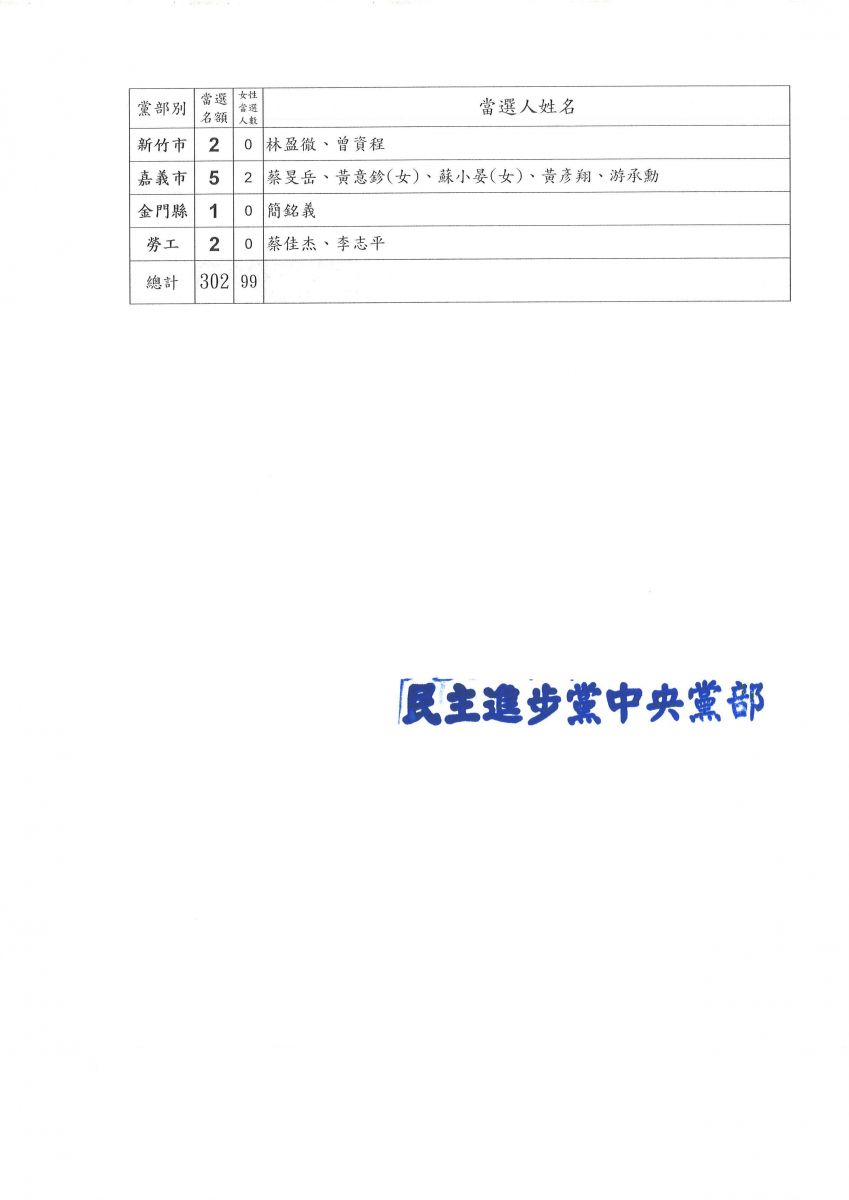 黨部別 當選名額 女性當選人數 當選人姓名
新竹市 2 0 林盈徹、曾資程
嘉義市 5 2 蔡旻岳、黃意鉁(女)、蘇小晏(女)、黃彥翔、游承勳
金門縣 1 0 簡銘義
勞工 2 0 蔡佳杰、李志平
總計 302 99
民主進步黨中央黨部